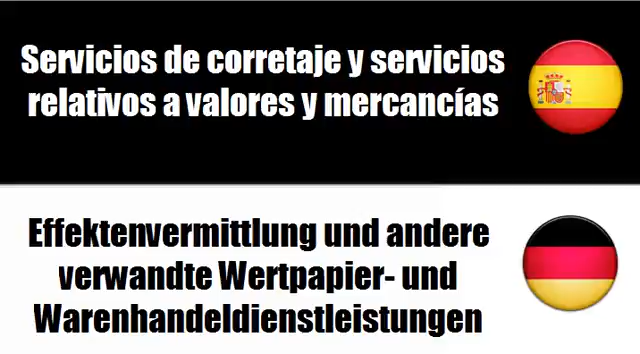 Servicios de corretaje y servicios
relativos a valores y mercancías
Effektenvermittlung und andere
verwandte Wertpapier- und
Warenhandeldienstleistungen